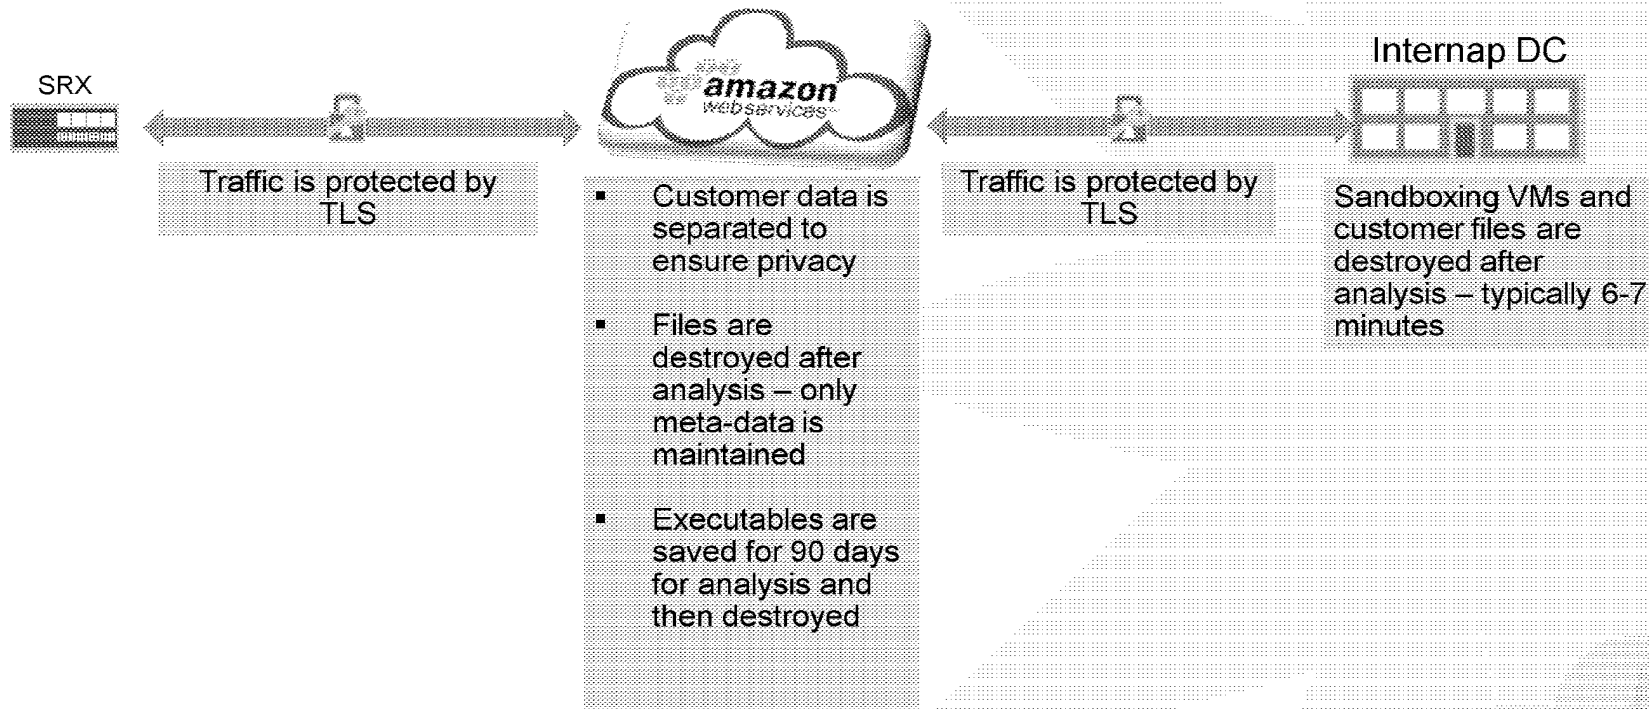 SRX
Traffic is protected by
TLS
amazon
webservices™
▪ Customer data is
separated to
ensure privacy
▪ Files are
destroyed after
analysis – only
meta-data is
maintained
▪ Executables are
saved for 90 days
for analysis and
then destroyed
Traffic is protected by
TLS
Internap DC
Sandboxing VMs and
customer files are
destroyed after
analysis – typically 6-7
minutes